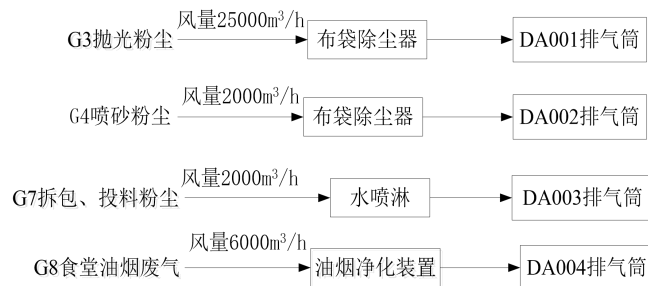 G3抛光粉尘 风量25000m³/h 布袋除尘器 DA001排气筒
G4喷砂粉尘 风量2000m³/h 布袋除尘器 DA002排气筒
G7拆包、投料粉尘 风量2000m³/h 水喷淋 DA003排气筒
G8食堂油烟废气 风量6000m³/h 油烟净化装置 DA004排气筒